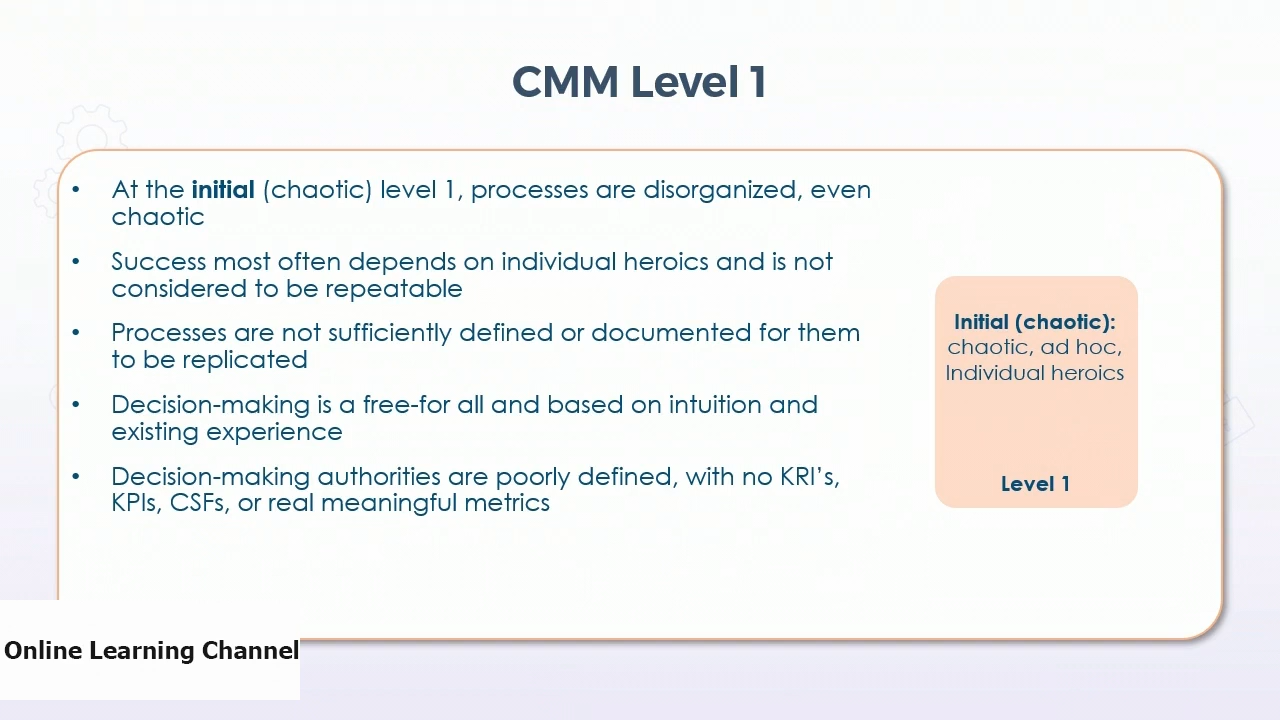 CMM Level 1
• At the initial (chaotic) level 1, processes are disorganized, even
chaotic
• Success most often depends on individual heroics and is not
considered to be repeatable
• Processes are not sufficiently defined or documented for them
to be replicated
• Decision-making is a free-for all and based on intuition and
existing experience
• Decision-making authorities are poorly defined, with no KRI’s,
KPIs, CSFs, or real meaningful metrics
Initial (chaotic):
chaotic, ad hoc,
Individual heroics
Level 1
Online Learning Channel